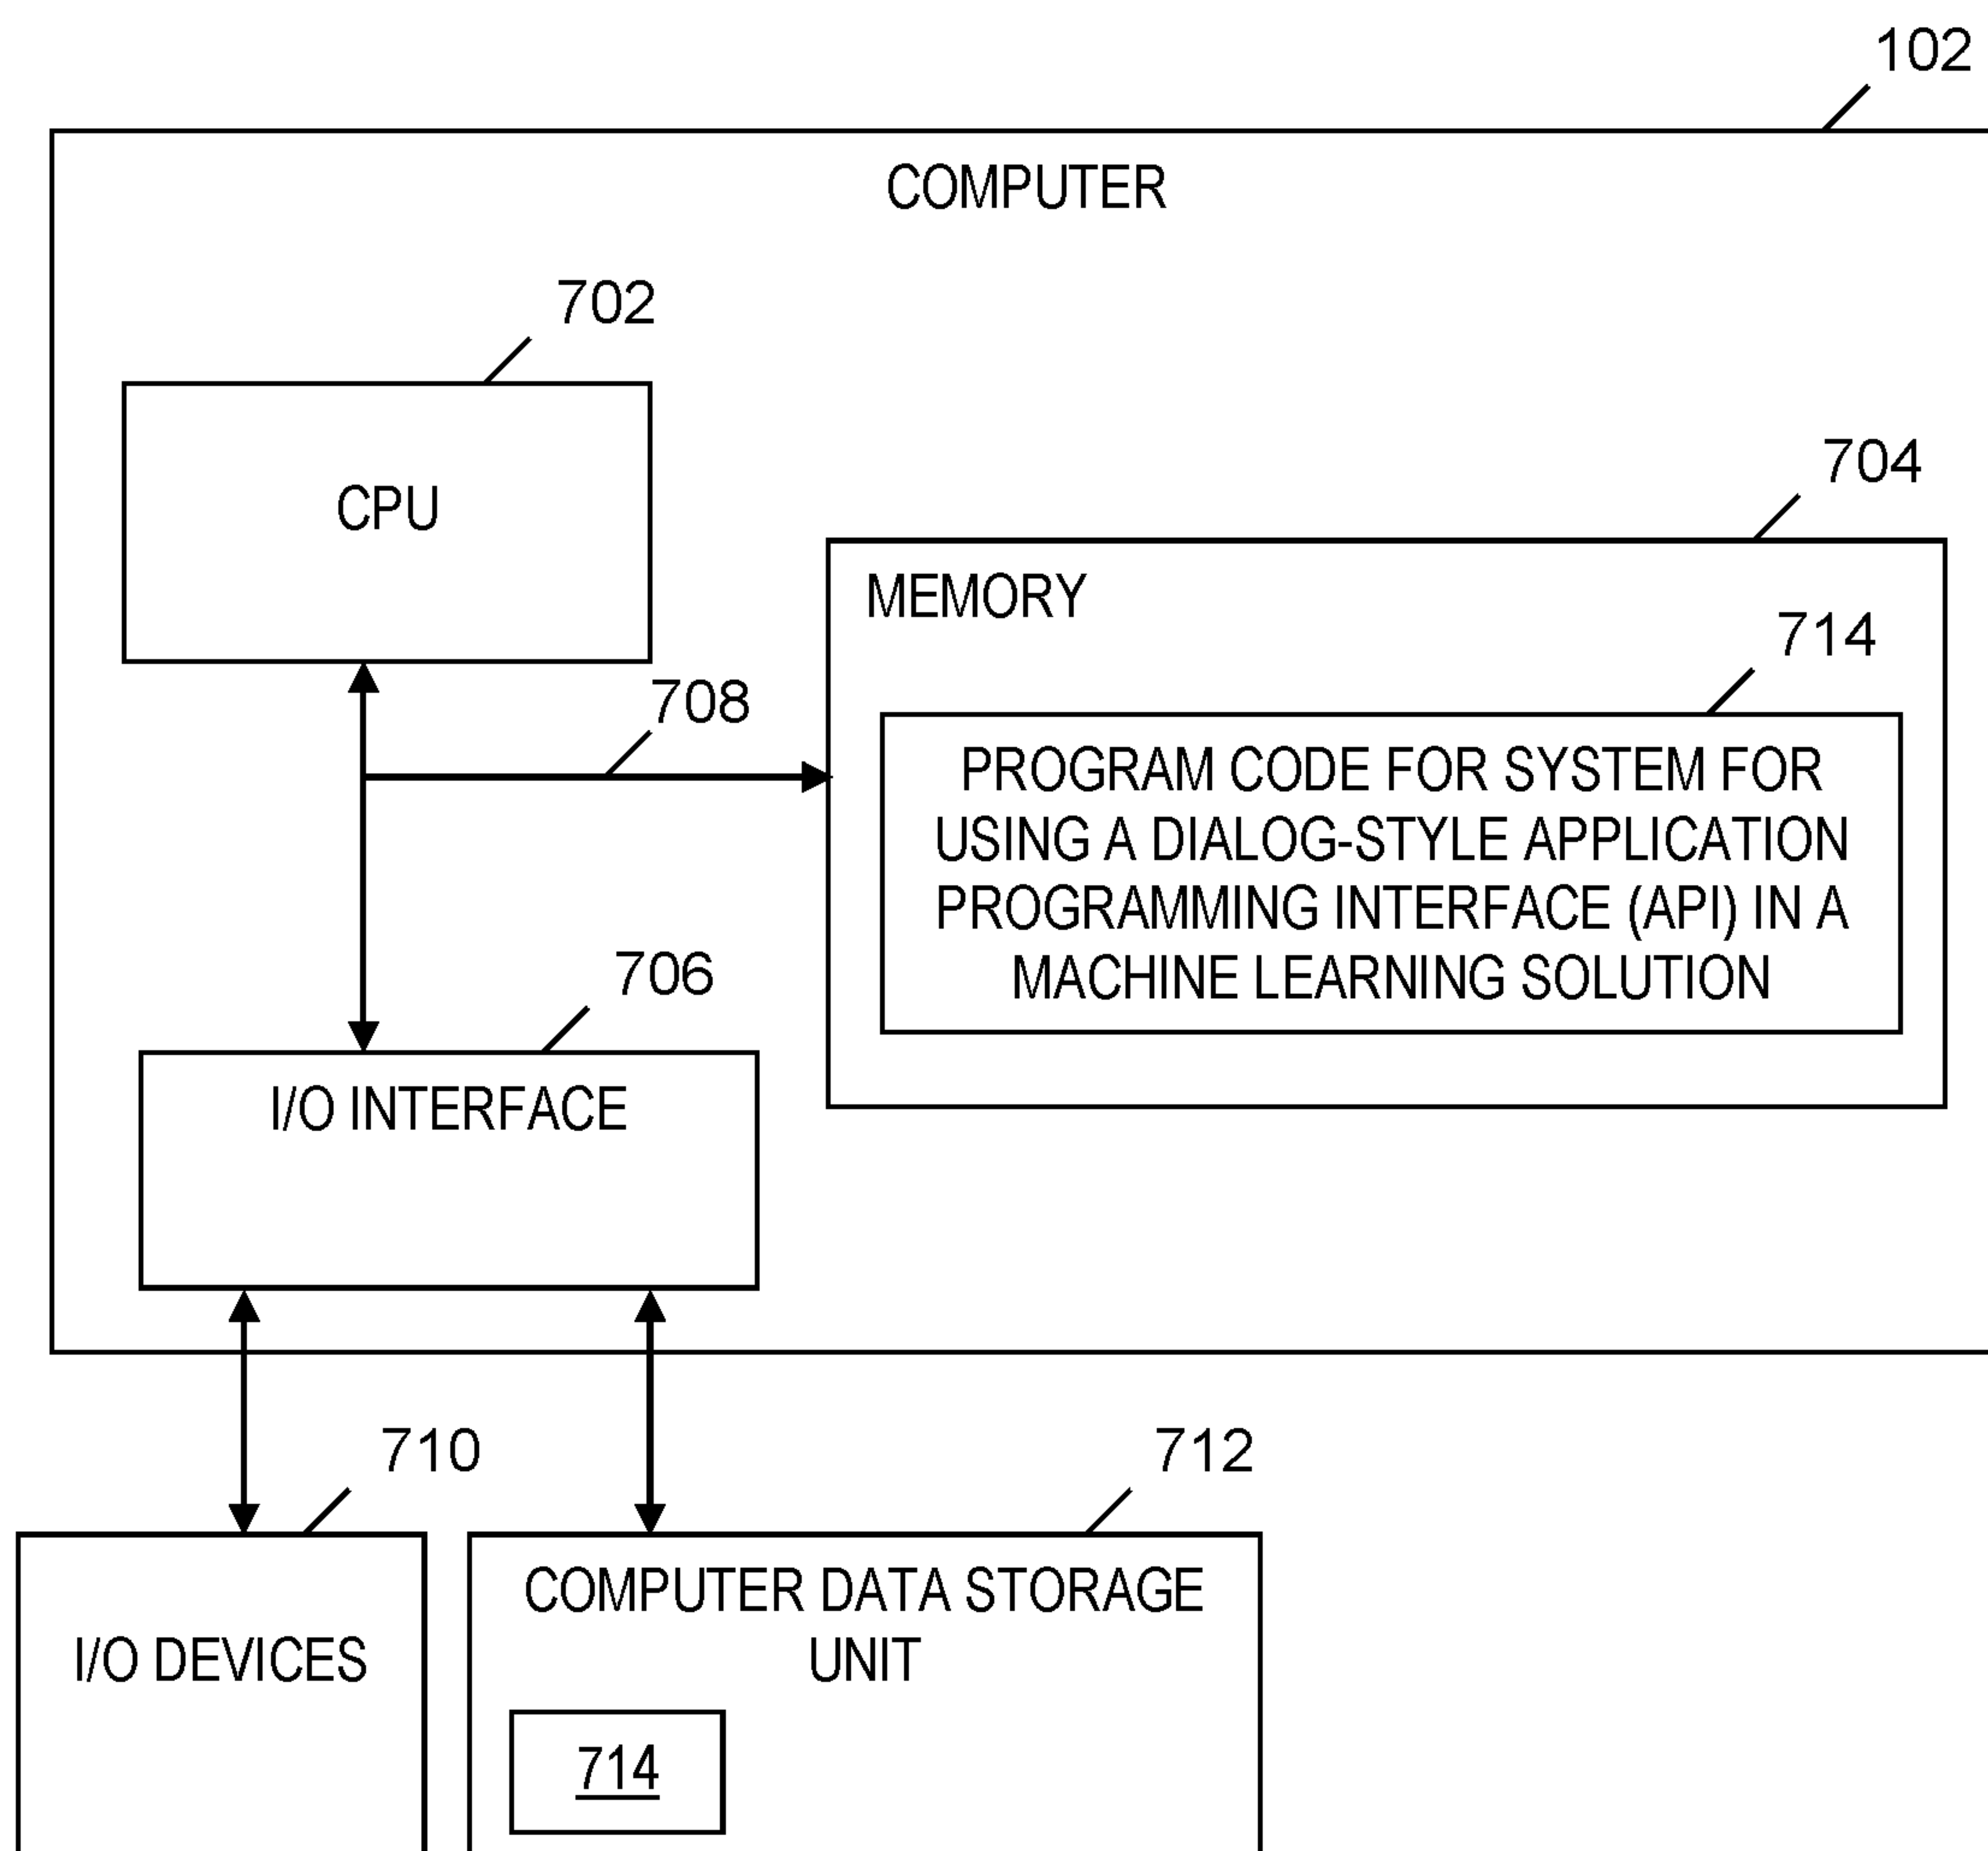 102
COMPUTER
702
CPU
704
MEMORY
714
708
PROGRAM CODE FOR SYSTEM FOR
USING A DIALOG-STYLE APPLICATION
PROGRAMMING INTERFACE (API) IN A
MACHINE LEARNING SOLUTION
706
I/O INTERFACE
710
712
COMPUTER DATA STORAGE
UNIT
I/O DEVICES
714